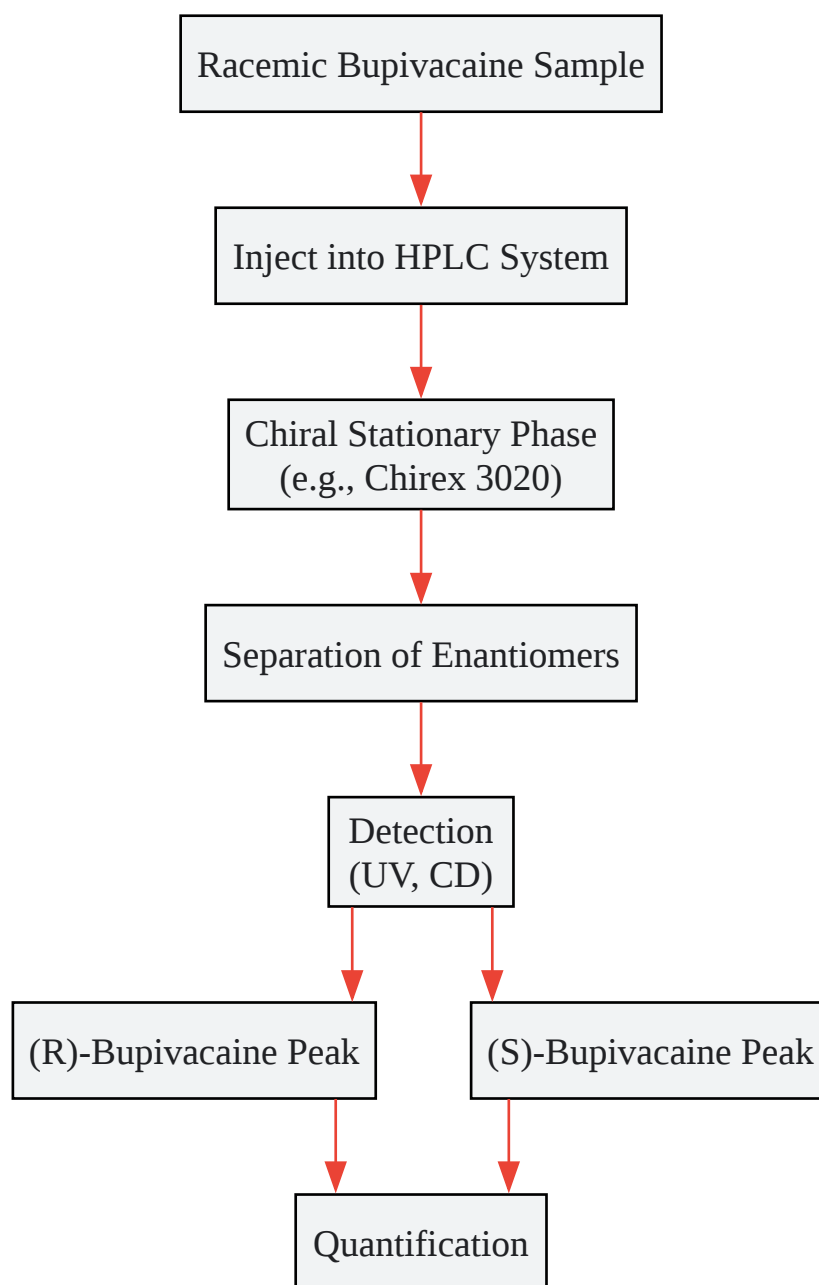 Racemic Bupivacaine Sample
Inject into HPLC System
Chiral Stationary Phase
(e.g., Chirex 3020)
Separation of Enantiomers
Detection
(UV, CD)
(R)-Bupivacaine Peak
(S)-Bupivacaine Peak
Quantification